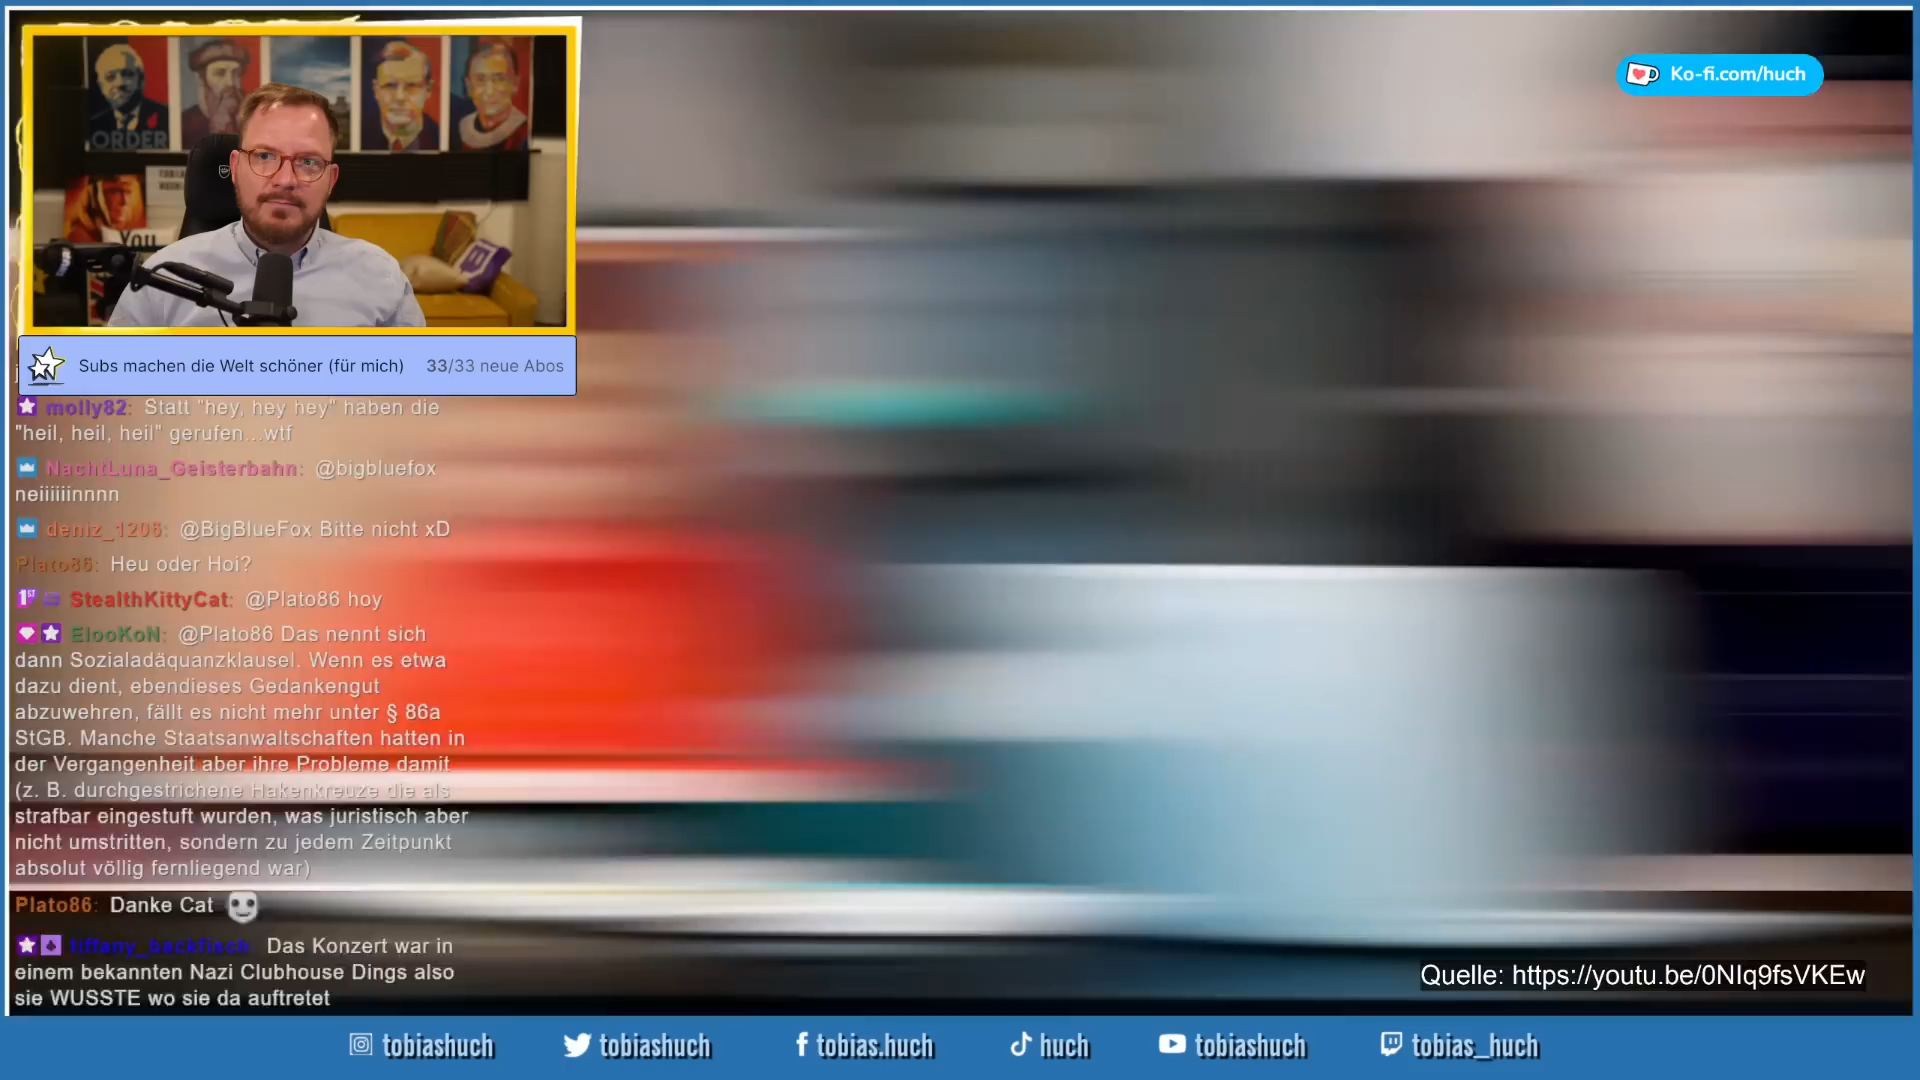 Ko-fi.com/huch
ORDER
YOU
Subs machen die Welt schöner (für mich) 33/33 neue Abos
molly82: Statt "hey, hey hey" haben die
"heil, heil, heil" gerufen...wtf
NachtLuna_Geisterbahn: @bigbluefox
neiiiiiinnnn
deniz_1206: @BigBlueFox Bitte nicht xD
Plato86: Heu oder Hoi?
StealthKittyCat: @Plato86 hoy
ElooKoN: @Plato86 Das nennt sich
dann Sozialadäquanzklausel. Wenn es etwa
dazu dient, ebendieses Gedankengut
abzuwehren, fällt es nicht mehr unter § 86a
StGB. Manche Staatsanwaltschaften hatten in
der Vergangenheit aber ihre Probleme damit
(z. B. durchgestrichene Hakenkreuze die als
strafbar eingestuft wurden, was juristisch aber
nicht umstritten, sondern zu jedem Zeitpunkt
absolut völlig fernliegend war)
Plato86: Danke Cat
tiffany_backfisch: Das Konzert war in
einem bekannten Nazi Clubhouse Dings also
sie WUSSTE wo sie da auftretet
Quelle: https://youtu.be/0NIq9fsVKEw
tobiashuch tobiashuch tobias.huch huch tobiashuch tobias_huch